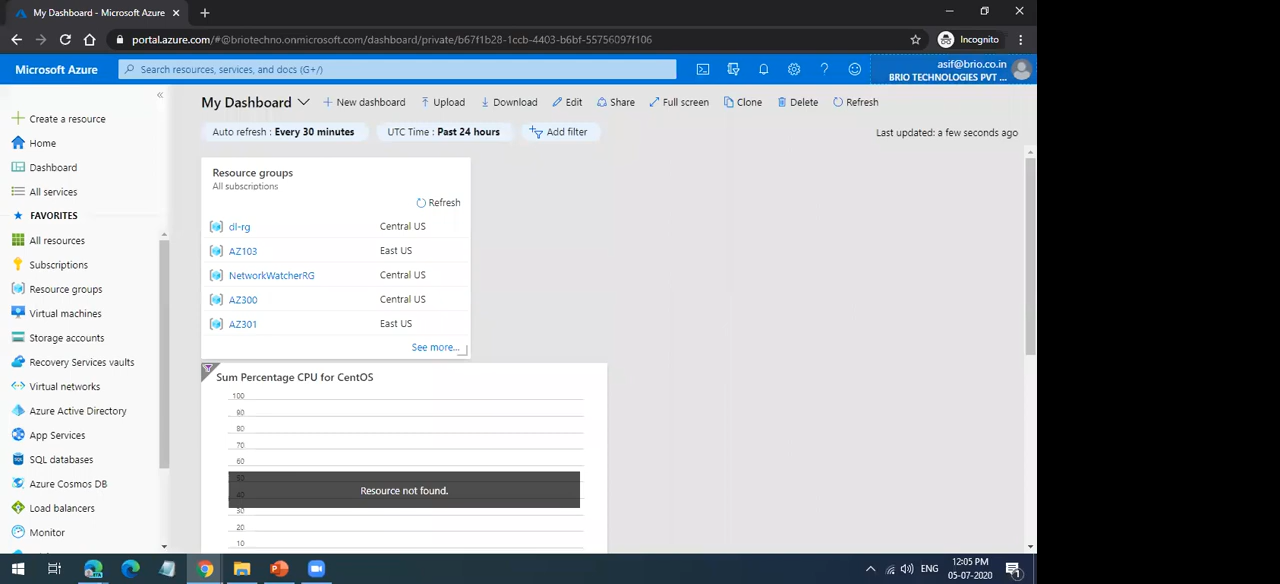 My Dashboard - Microsoft Azure
portal.azure.com/#@briotechno.onmicrosoft.com/dashboard/private/b67f1b28-1ccb-4403-b6bf-55756097f106
Incognito
Microsoft Azure
Search resources, services, and docs (G+/)
asif@brio.co.in
BRIO TECHNOLOGIES PVT ...
Create a resource
Home
Dashboard
All services
FAVORITES
All resources
Subscriptions
Resource groups
Virtual machines
Storage accounts
Recovery Services vaults
Virtual networks
Azure Active Directory
App Services
SQL databases
Azure Cosmos DB
Load balancers
Monitor
My Dashboard
New dashboard
Upload
Download
Edit
Share
Full screen
Clone
Delete
Refresh
Auto refresh : Every 30 minutes
UTC Time : Past 24 hours
Add filter
Last updated: a few seconds ago
Resource groups
All subscriptions
Refresh
dl-rg Central US
AZ103 East US
NetworkWatcherRG Central US
AZ300 Central US
AZ301 East US
See more...
Sum Percentage CPU for CentOS
100
90
80
70
60
50
Resource not found.
40
30
20
10
ENG
12:05 PM
05-07-2020
1